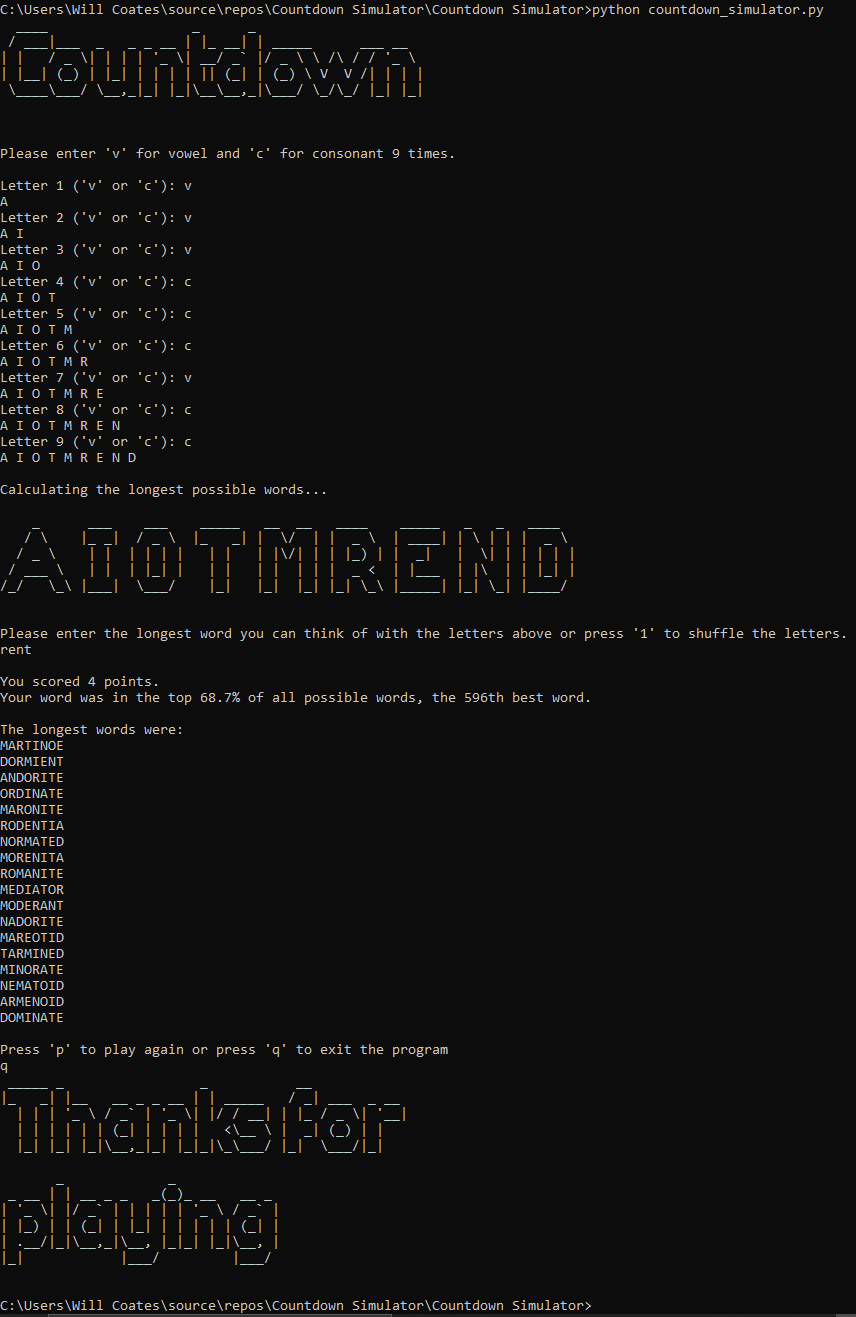 C:\Users\Will Coates\source\repos\Countdown Simulator\Countdown Simulator>python countdown_simulator.py
Countdown
Please enter 'v' for vowel and 'c' for consonant 9 times.
Letter 1 ('v' or 'c'): v
A
Letter 2 ('v' or 'c'): v
A I
Letter 3 ('v' or 'c'): v
A I O
Letter 4 ('v' or 'c'): c
A I O T
Letter 5 ('v' or 'c'): c
A I O T M
Letter 6 ('v' or 'c'): c
A I O T M R
Letter 7 ('v' or 'c'): v
A I O T M R E
Letter 8 ('v' or 'c'): c
A I O T M R E N
Letter 9 ('v' or 'c'): c
A I O T M R E N D
Calculating the longest possible words...
A I O T M R E N D
Please enter the longest word you can think of with the letters above or press '1' to shuffle the letters.
rent
You scored 4 points.
Your word was in the top 68.7% of all possible words, the 596th best word.
The longest words were:
MARTINOE
DORMIENT
ANDORITE
ORDINATE
MARONITE
RODENTIA
NORMATED
MORENITA
ROMANITE
MEDIATOR
MODERANT
NADORITE
MAREOTID
TARMINED
MINORATE
NEMATOID
ARMENOID
DOMINATE
Press 'p' to play again or press 'q' to exit the program
q
Thanks for
playing
C:\Users\Will Coates\source\repos\Countdown Simulator\Countdown Simulator>